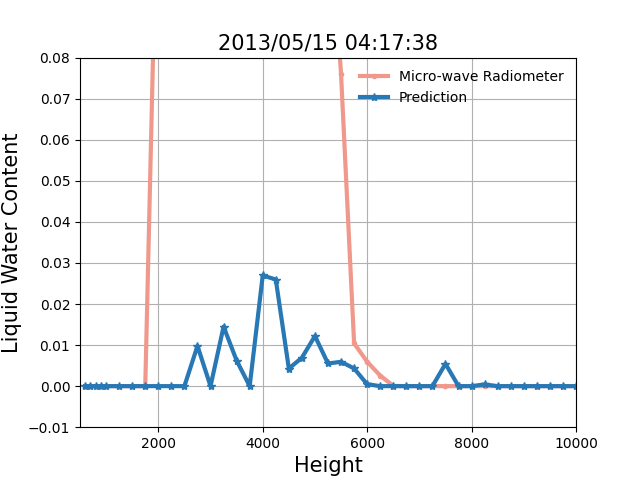 2013/05/15 04:17:38
Micro-wave Radiometer
Prediction
Liquid Water Content
0.08
0.07
0.06
0.05
0.04
0.03
0.02
0.01
0.00
−0.01
2000 4000 6000 8000 10000
Height